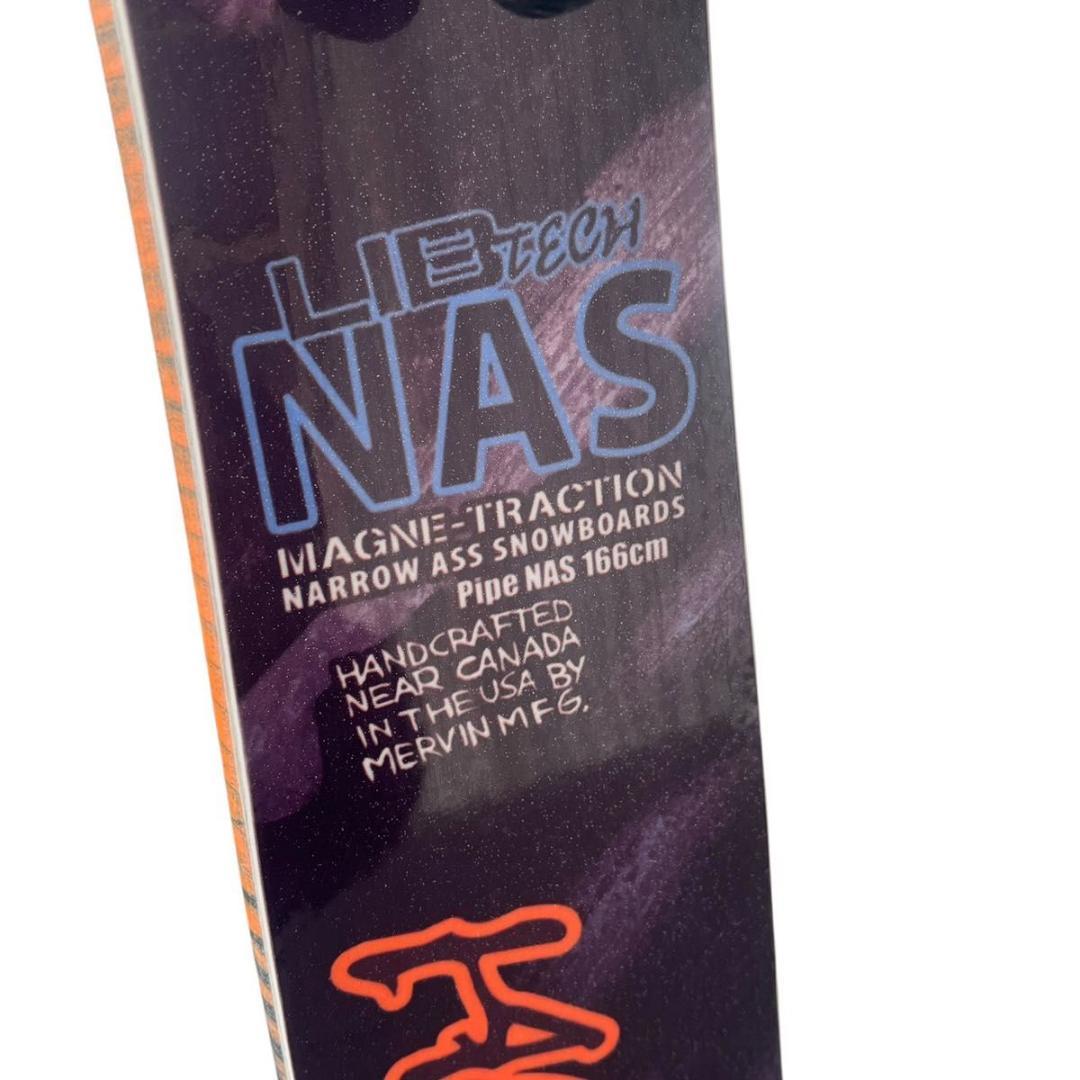 LIB TECH
NAS
MAGNE-TRACTION
NARROW ASS SNOWBOARDS
Pipe NAS 166cm
HANDCRAFTED
NEAR CANADA
IN THE USA BY
MERVIN MFG.